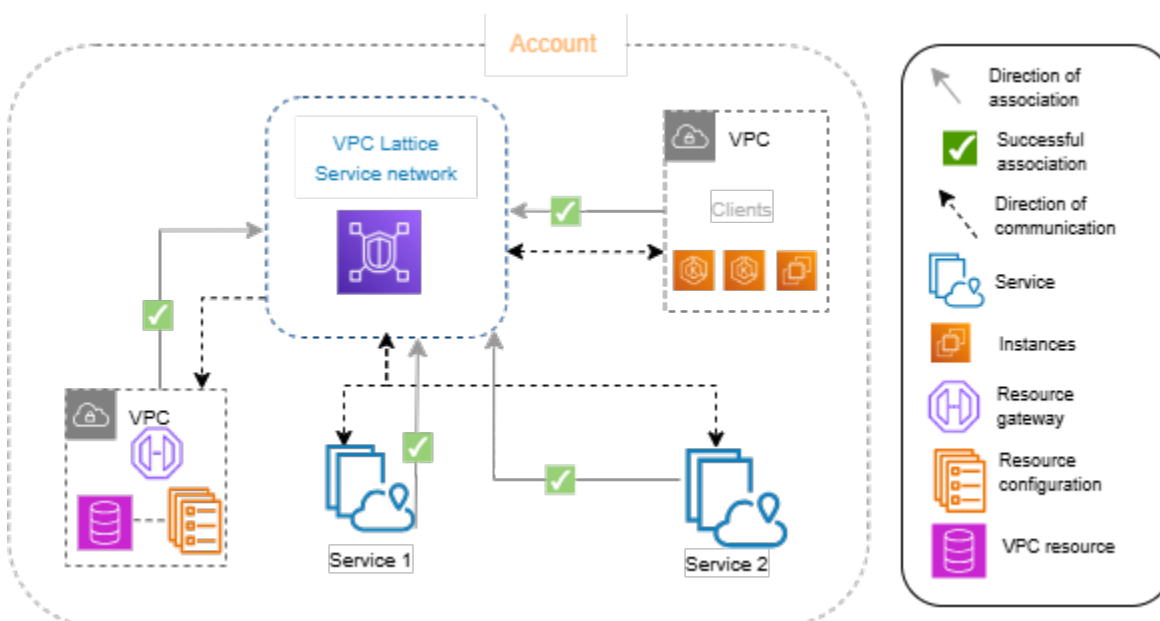 Account
VPC Lattice
Service network
VPC
Clients
VPC
Service 1
Service 2
Direction of
association
Successful
association
Direction of
communication
Service
Instances
Resource
gateway
Resource
configuration
VPC resource